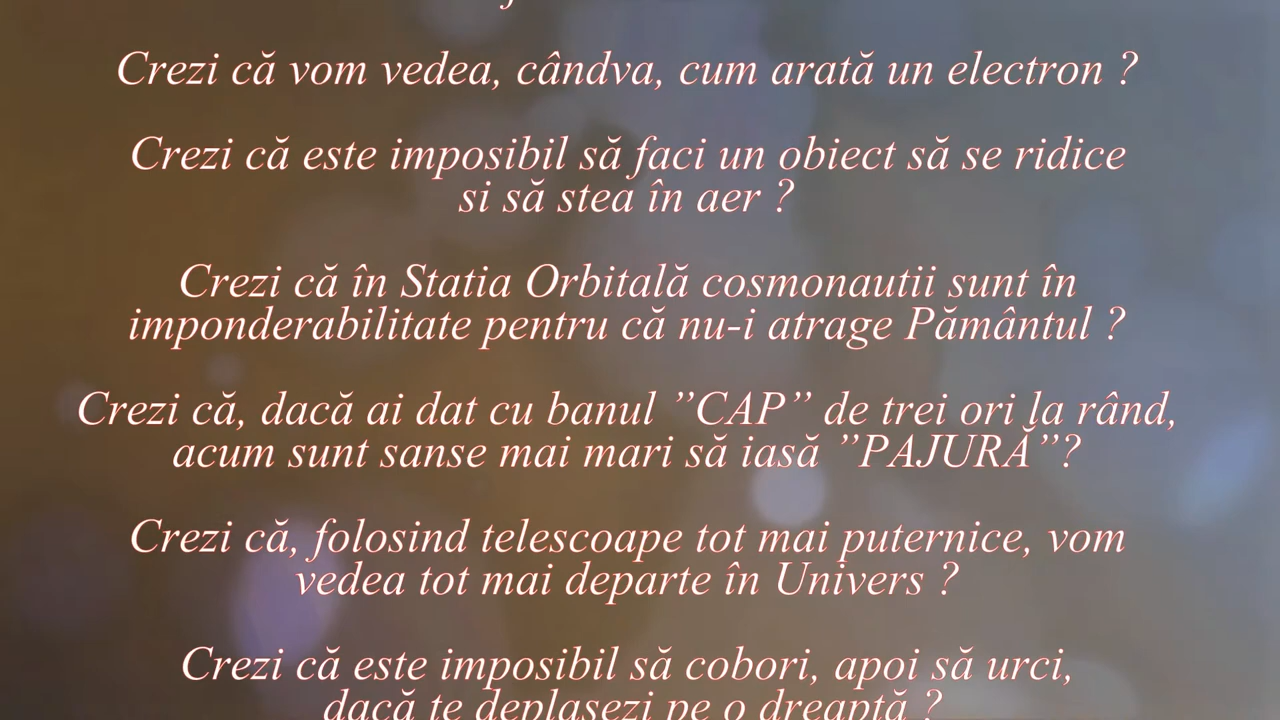 Crezi că vom vedea, cândva, cum arată un electron ?
Crezi că este imposibil să faci un obiect să se ridice
si să stea în aer ?
Crezi că în Statia Orbitală cosmonautii sunt în
imponderabilitate pentru că nu-i atrage Pământul ?
Crezi că, dacă ai dat cu banul ”CAP” de trei ori la rând,
acum sunt sanse mai mari să iasă ”PAJURĂ”?
Crezi că, folosind telescoape tot mai puternice, vom
vedea tot mai departe în Univers ?
Crezi că este imposibil să cobori, apoi să urci,
dacă te deplasezi pe o dreaptă ?